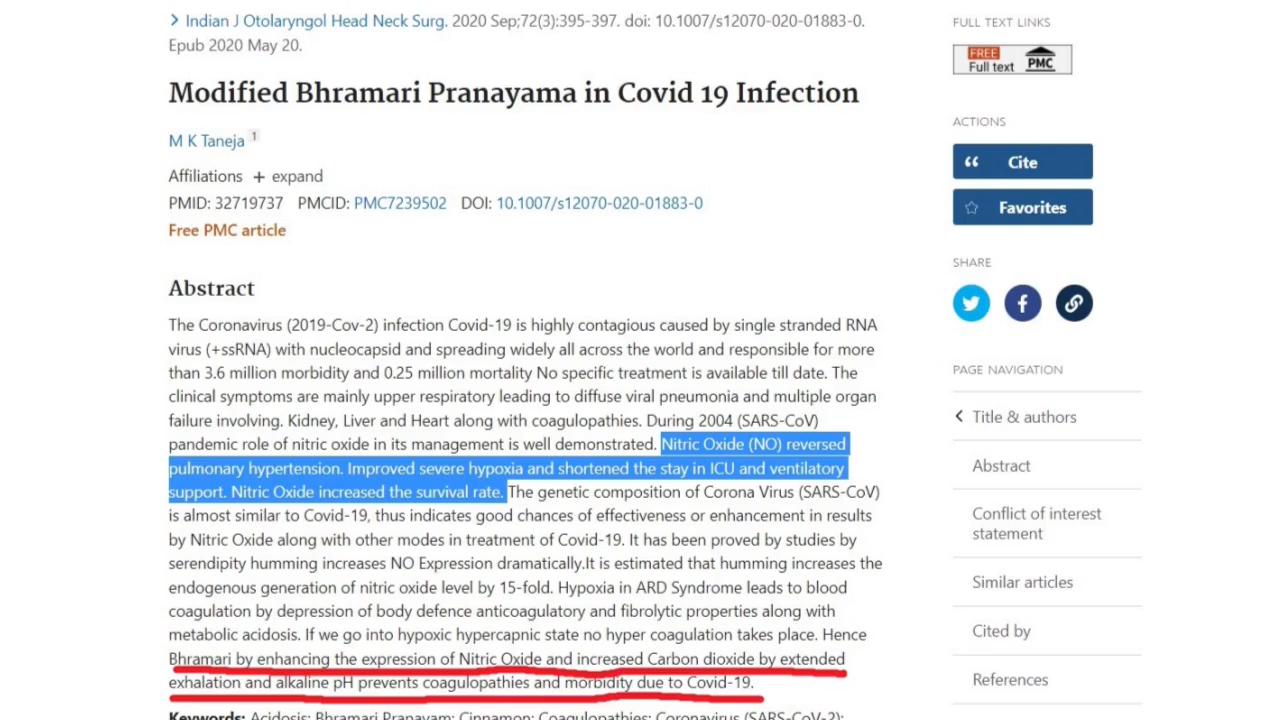 Indian J Otolaryngol Head Neck Surg. 2020 Sep;72(3):395-397. doi: 10.1007/s12070-020-01883-0.
Epub 2020 May 20.
Modified Bhramari Pranayama in Covid 19 Infection
M K Taneja 1
Affiliations + expand
PMID: 32719737 PMCID: PMC7239502 DOI: 10.1007/s12070-020-01883-0
Free PMC article
Abstract
The Coronavirus (2019-Cov-2) infection Covid-19 is highly contagious caused by single stranded RNA
virus (+ssRNA) with nucleocapsid and spreading widely all across the world and responsible for more
than 3.6 million morbidity and 0.25 million mortality No specific treatment is available till date. The
clinical symptoms are mainly upper respiratory leading to diffuse viral pneumonia and multiple organ
failure involving. Kidney, Liver and Heart along with coagulopathies. During 2004 (SARS-CoV)
pandemic role of nitric oxide in its management is well demonstrated. Nitric Oxide (NO) reversed
pulmonary hypertension. Improved severe hypoxia and shortened the stay in ICU and ventilatory
support. Nitric Oxide increased the survival rate. The genetic composition of Corona Virus (SARS-CoV)
is almost similar to Covid-19, thus indicates good chances of effectiveness or enhancement in results
by Nitric Oxide along with other modes in treatment of Covid-19. It has been proved by studies by
serendipity humming increases NO Expression dramatically.It is estimated that humming increases the
endogenous generation of nitric oxide level by 15-fold. Hypoxia in ARD Syndrome leads to blood
coagulation by depression of body defence anticoagulatory and fibrolytic properties along with
metabolic acidosis. If we go into hypoxic hypercapnic state no hyper coagulation takes place. Hence
Bhramari by enhancing the expression of Nitric Oxide and increased Carbon dioxide by extended
exhalation and alkaline pH prevents coagulopathies and morbidity due to Covid-19.
Keywords: Acidosis; Bhramari Pranayam; Cinnamon; Coagulopathies; Coronavirus (SARS-CoV-2);
FULL TEXT LINKS
FREE
Full text PMC
ACTIONS
Cite
Favorites
SHARE
PAGE NAVIGATION
Title & authors
Abstract
Conflict of interest
statement
Similar articles
Cited by
References